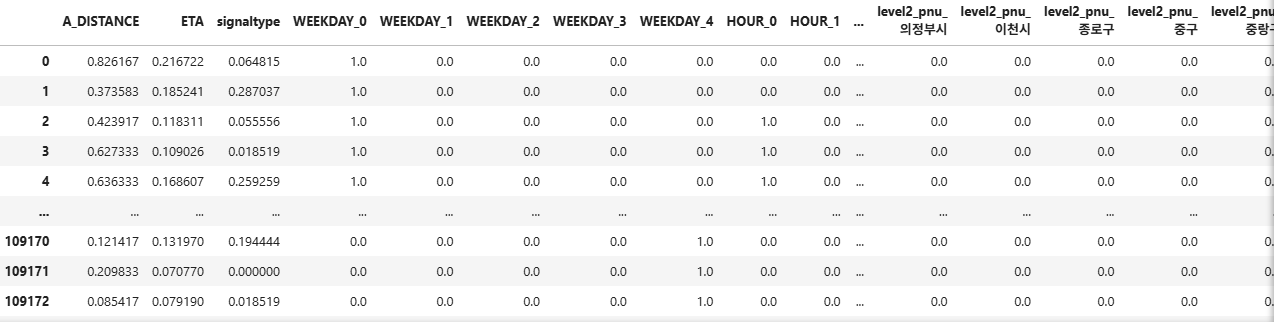 A_DISTANCE ETA signaltype WEEKDAY_0 WEEKDAY_1 WEEKDAY_2 WEEKDAY_3 WEEKDAY_4 HOUR_0 HOUR_1 ... level2_pnu_의정부시 level2_pnu_이천시 level2_pnu_종로구 level2_pnu_중구 level2_pnu_중랑구
0 0.826167 0.216722 0.064815 1.0 0.0 0.0 0.0 0.0 0.0 0.0 ... 0.0 0.0 0.0 0.0 0.
1 0.373583 0.185241 0.287037 1.0 0.0 0.0 0.0 0.0 0.0 0.0 ... 0.0 0.0 0.0 0.0 0.
2 0.423917 0.118311 0.055556 1.0 0.0 0.0 0.0 0.0 1.0 0.0 ... 0.0 0.0 0.0 0.0 0.
3 0.627333 0.109026 0.018519 1.0 0.0 0.0 0.0 0.0 1.0 0.0 ... 0.0 0.0 0.0 0.0 0.
4 0.636333 0.168607 0.259259 1.0 0.0 0.0 0.0 0.0 1.0 0.0 ... 0.0 0.0 0.0 0.0 0.
... ... ... ... ... ... ... ... ... ... ... ... ... ... ... ...
109170 0.121417 0.131970 0.194444 0.0 0.0 0.0 0.0 1.0 0.0 0.0 ... 0.0 0.0 0.0 0.0 0.
109171 0.209833 0.070770 0.000000 0.0 0.0 0.0 0.0 1.0 0.0 0.0 ... 0.0 0.0 0.0 0.0 0.
109172 0.085417 0.079190 0.018519 0.0 0.0 0.0 0.0 1.0 0.0 0.0 ... 0.0 0.0 0.0 0.0 0.